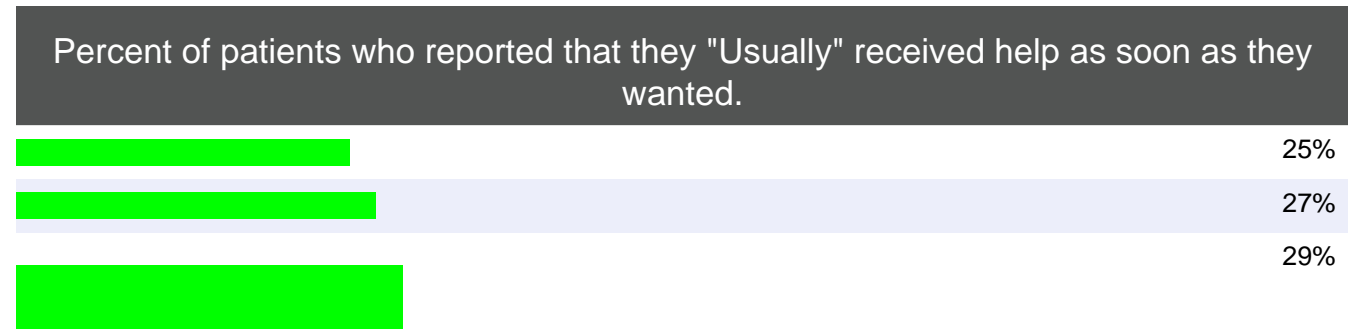 Percent of patients who reported that they "Usually" received help as soon as they
wanted.
25%
27%
29%